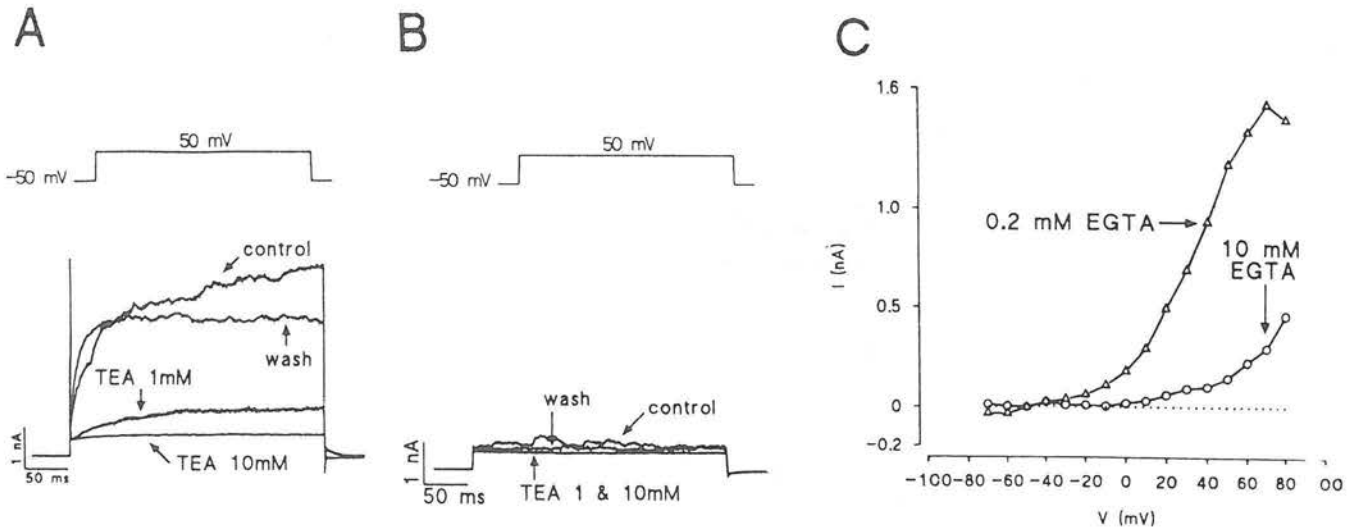 A
50 mV
-50 mV
control
wash
TEA 1mM
TEA 10mM
1 nA
50 ms
B
50 mV
-50 mV
wash
control
TEA 1 & 10mM
1 nA
50 ms
C
1.6
1.0
0.5
0
-0.2
I (nA)
0.2 mM EGTA
10 mM
EGTA
-100 -80 -60 -40 -20 0 20 40 60 80 00
V (mV)